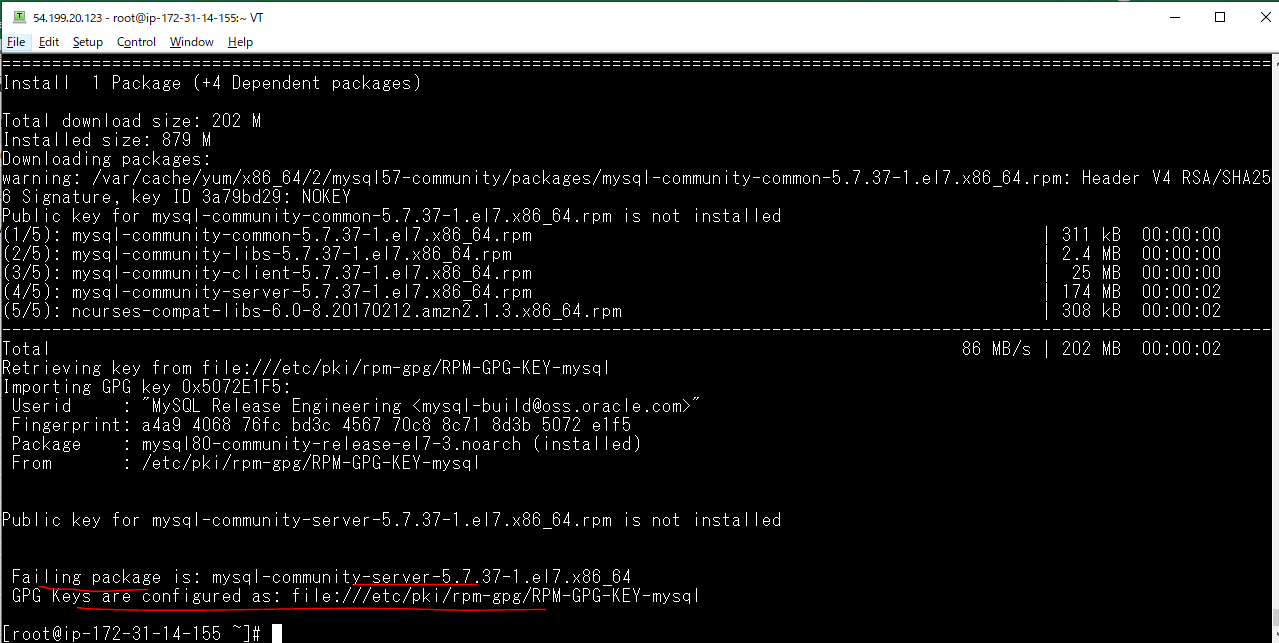 54.199.20.123 - root@ip-172-31-14-155:~ VT
File Edit Setup Control Window Help
================================================================================
Install  1 Package (+4 Dependent packages)
Total download size: 202 M
Installed size: 879 M
Downloading packages:
warning: /var/cache/yum/x86_64/2/mysql57-community/packages/mysql-community-common-5.7.37-1.el7.x86_64.rpm: Header V4 RSA/SHA25
6 Signature, key ID 3a79bd29: NOKEY
Public key for mysql-community-common-5.7.37-1.el7.x86_64.rpm is not installed
(1/5): mysql-community-common-5.7.37-1.el7.x86_64.rpm | 311 kB  00:00:00
(2/5): mysql-community-libs-5.7.37-1.el7.x86_64.rpm | 2.4 MB  00:00:00
(3/5): mysql-community-client-5.7.37-1.el7.x86_64.rpm |  25 MB  00:00:00
(4/5): mysql-community-server-5.7.37-1.el7.x86_64.rpm | 174 MB  00:00:02
(5/5): ncurses-compat-libs-6.0-8.20170212.amzn2.1.3.x86_64.rpm | 308 kB  00:00:02
--------------------------------------------------------------------------------
Total 86 MB/s | 202 MB  00:00:02
Retrieving key from file:///etc/pki/rpm-gpg/RPM-GPG-KEY-mysql
Importing GPG key 0x5072E1F5:
 Userid     : "MySQL Release Engineering <mysql-build@oss.oracle.com>"
 Fingerprint: a4a9 4068 76fc bd3c 4567 70c8 8c71 8d3b 5072 e1f5
 Package    : mysql80-community-release-el7-3.noarch (installed)
 From       : /etc/pki/rpm-gpg/RPM-GPG-KEY-mysql
Public key for mysql-community-server-5.7.37-1.el7.x86_64.rpm is not installed
 Failing package is: mysql-community-server-5.7.37-1.el7.x86_64
 GPG Keys are configured as: file:///etc/pki/rpm-gpg/RPM-GPG-KEY-mysql
[root@ip-172-31-14-155 ~]#